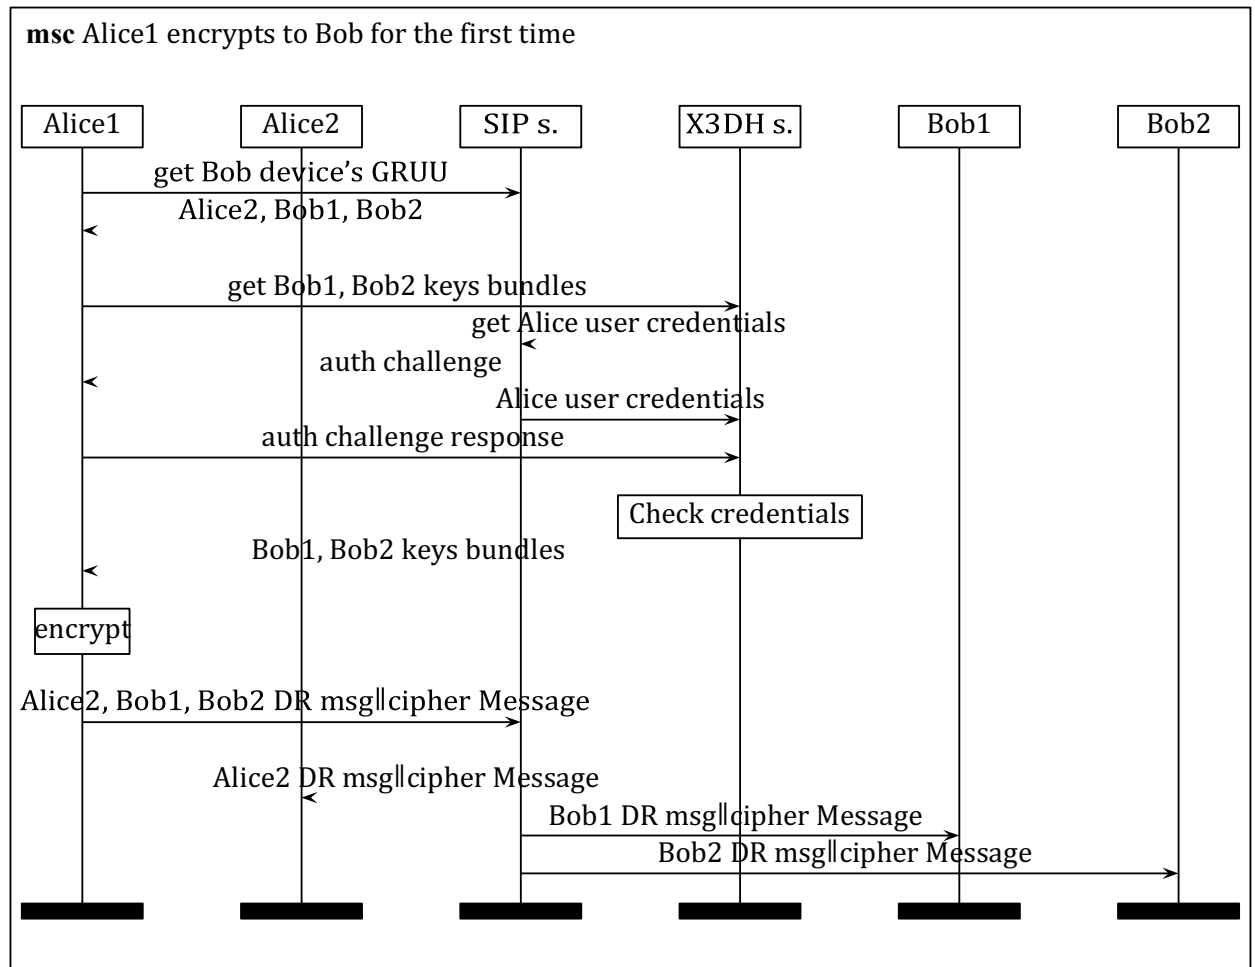 msc Alice1 encrypts to Bob for the first time
Alice1
Alice2
SIP s.
X3DH s.
Bob1
Bob2
get Bob device’s GRUU
Alice2, Bob1, Bob2
get Bob1, Bob2 keys bundles
get Alice user credentials
auth challenge
Alice user credentials
auth challenge response
Check credentials
Bob1, Bob2 keys bundles
encrypt
Alice2, Bob1, Bob2 DR msg||cipher Message
Alice2 DR msg||cipher Message
Bob1 DR msg||cipher Message
Bob2 DR msg||cipher Message